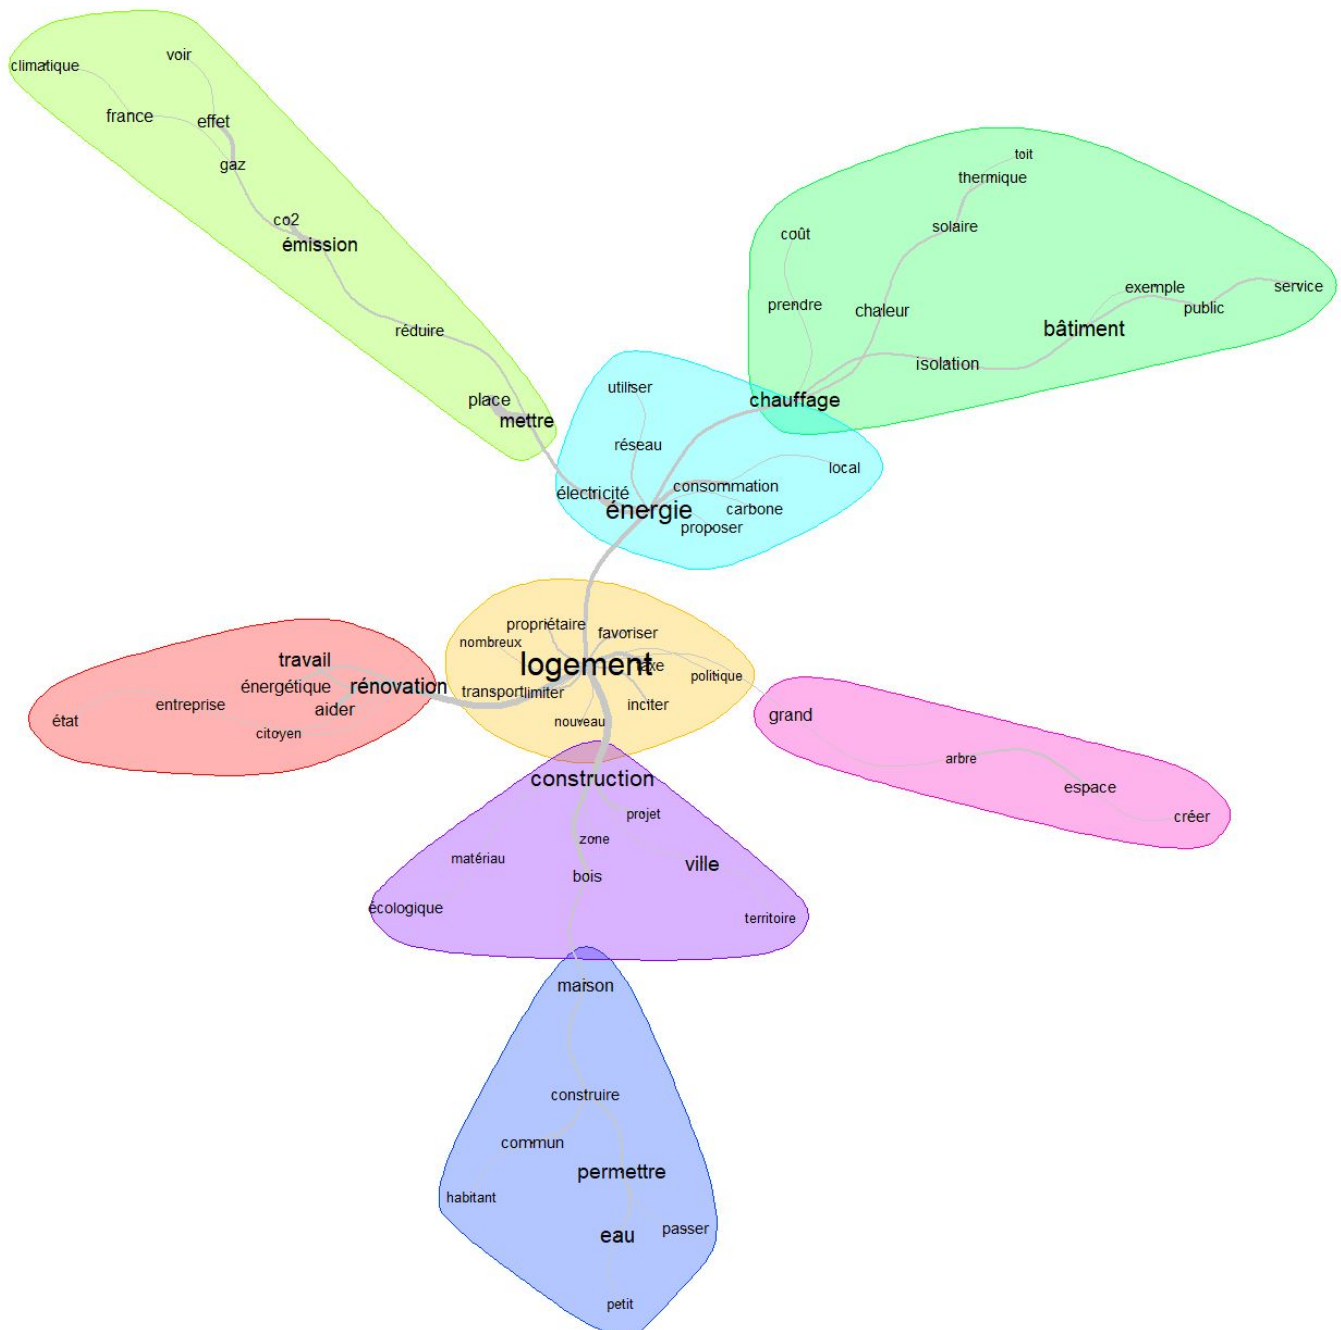 climatique
voir
france
effet
gaz
co2
émission
réduire
place
mettre
toit
thermique
coût
solaire
prendre
chaleur
exemple
service
public
bâtiment
isolation
chauffage
utiliser
réseau
local
consommation
électricité
énergie
carbone
proposer
propriétaire
favoriser
nombreux
logement
taxe
politique
transport
limiter
inciter
nouveau
travail
énergétique
rénovation
entreprise
aider
état
citoyen
grand
arbre
espace
créer
construction
projet
zone
matériau
ville
bois
écologique
territoire
maison
construire
commun
permettre
habitant
passer
eau
petit